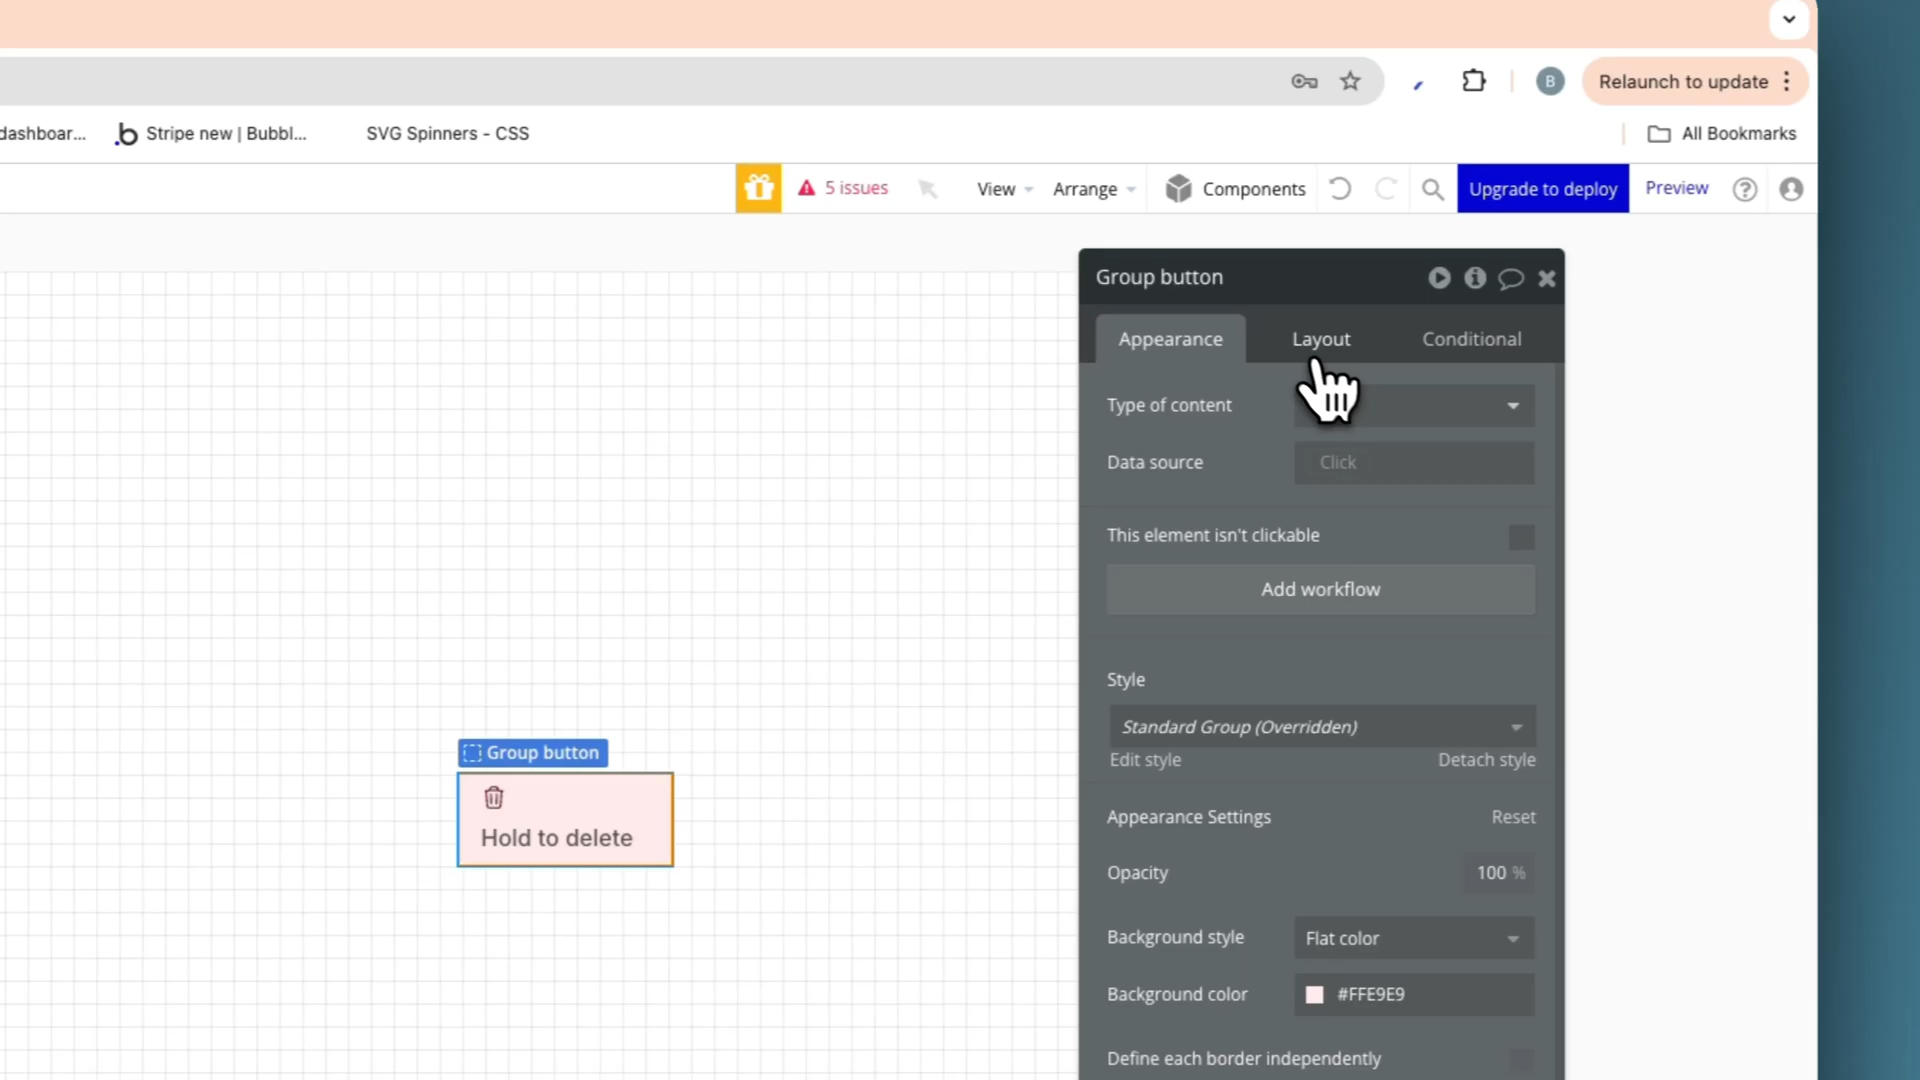 B
Relaunch to update
dashboar...
Stripe new | Bubbl...
SVG Spinners - CSS
All Bookmarks
5 issues
View
Arrange
Components
Upgrade to deploy
Preview
Group button
Appearance
Layout
Conditional
Type of content
Data source
Click
This element isn't clickable
Add workflow
Style
Standard Group (Overridden)
Edit style
Detach style
Appearance Settings
Reset
Opacity
100 %
Background style
Flat color
Background color
#FFE9E9
Define each border independently
Group button
Hold to delete